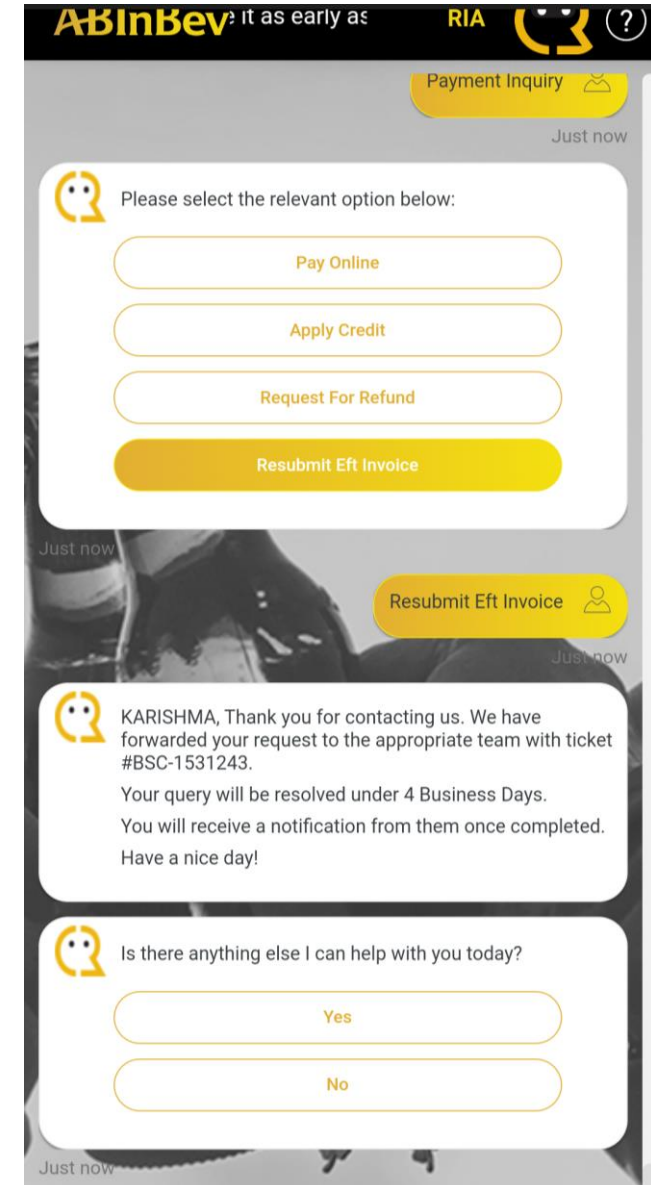 ABInBev
it as early as
RIA
?
Payment Inquiry
Just now
Please select the relevant option below:
Pay Online
Apply Credit
Request For Refund
Resubmit Eft Invoice
Just now
Resubmit Eft Invoice
Just now
KARISHMA, Thank you for contacting us. We have
forwarded your request to the appropriate team with ticket
#BSC-1531243.
Your query will be resolved under 4 Business Days.
You will receive a notification from them once completed.
Have a nice day!
Is there anything else I can help with you today?
Yes
No
Just now